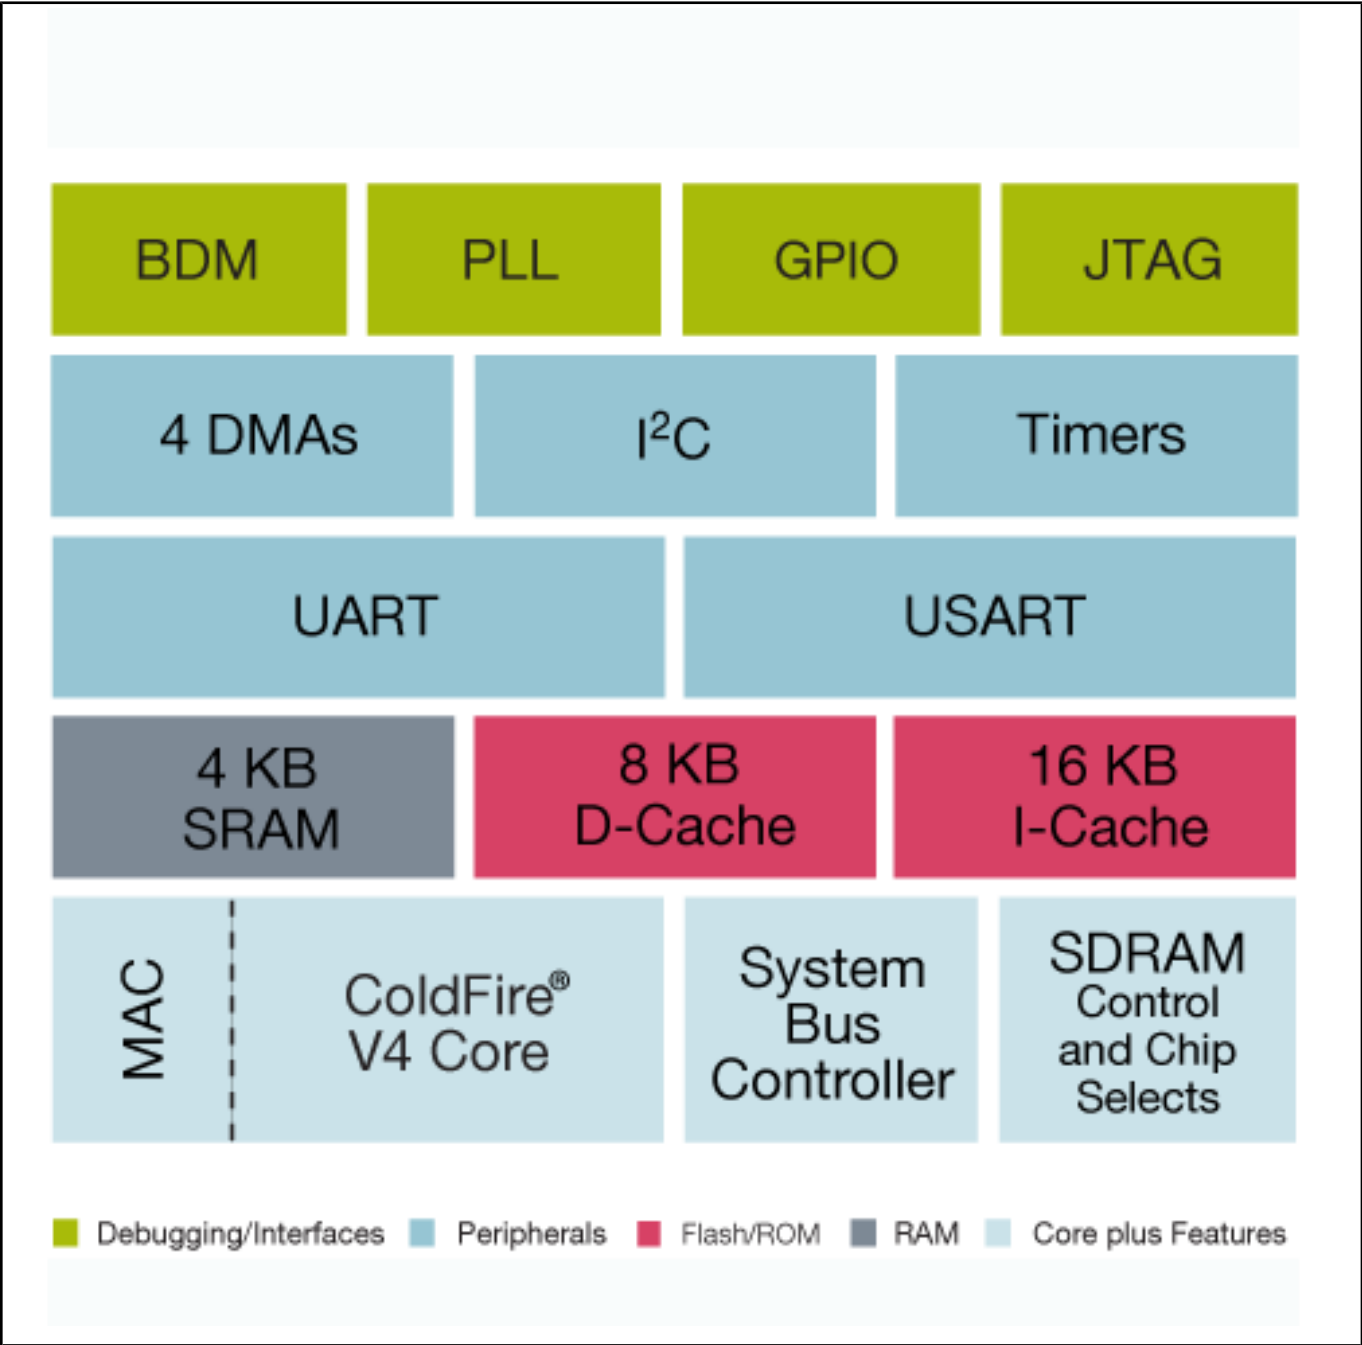 BDM PLL GPIO JTAG
4 DMAs I²C Timers
UART USART
4 KB
SRAM
8 KB
D-Cache
16 KB
I-Cache
MAC
ColdFire®
V4 Core
System
Bus
Controller
SDRAM
Control
and Chip
Selects
Debugging/Interfaces Peripherals Flash/ROM RAM Core plus Features